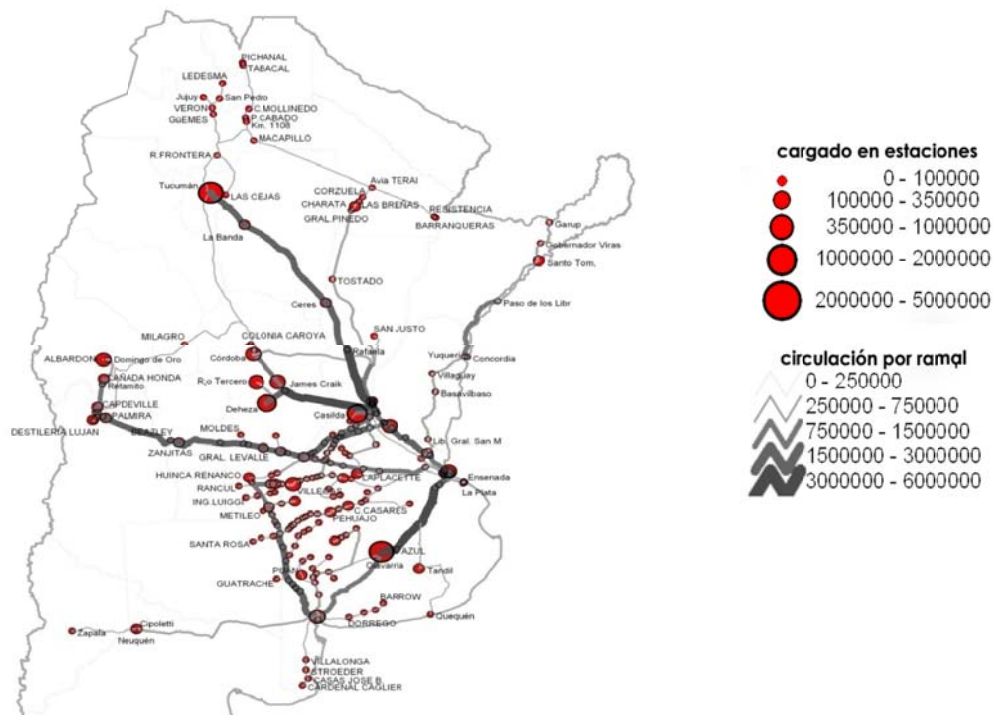 PICHANAL
TABACAL
LEDESMA
Jujuy
San Pedro
VERON
C.MOLLINEDO
GÜEMES
P.CABADO
Km. 1108
MACAPILLO
R.FRONTERA
Tucumán
LAS CEJAS
Avia TERAI
CORZUELA
CHARATA
LAS BREÑAS
GRAL.PINEDO
RESISTENCIA
BARRANQUERAS
La Banda
Garup
Gobernador Viras
Santo Tom,
TOSTADO
Ceres
Paso de los Libr
SAN JUSTO
COLONIA CAROYA
MILAGRO
Rafaela
Yuqueri
Concordia
ALBARDON
Domingo de Oro
Córdoba
CAÑADA HONDA
Retamito
Río Tercero
James Craik
Villaguay
Basavilbaso
CAPDEVILLE
PALMIRA
Deheza
Casilda
DESTILERIA LUJAN
BEATLEY
MOLDES
ZANJITAS
GRAL. LEVALLE
Lib. Gral. San M
HUINCA RENANCO
LAPLACETTE
Ensenada
La Plata
RANCUL
VILLEGAS
ING.LUIGGI
METILEO
C.CASARES
PEHUAJO
SANTA ROSA
AZUL
Olavarria
Tandil
GUATRACHE
BARROW
DORREGO
Quequén
Cipoletti
Zapala
Neuquén
VILLALONGA
STROEDER
CASAS JOSE B.
CARDENAL CAGLIER
cargado en estaciones
0 - 100000
100000 - 350000
350000 - 1000000
1000000 - 2000000
2000000 - 5000000
circulación por ramal
0 - 250000
250000 - 750000
750000 - 1500000
1500000 - 3000000
3000000 - 6000000